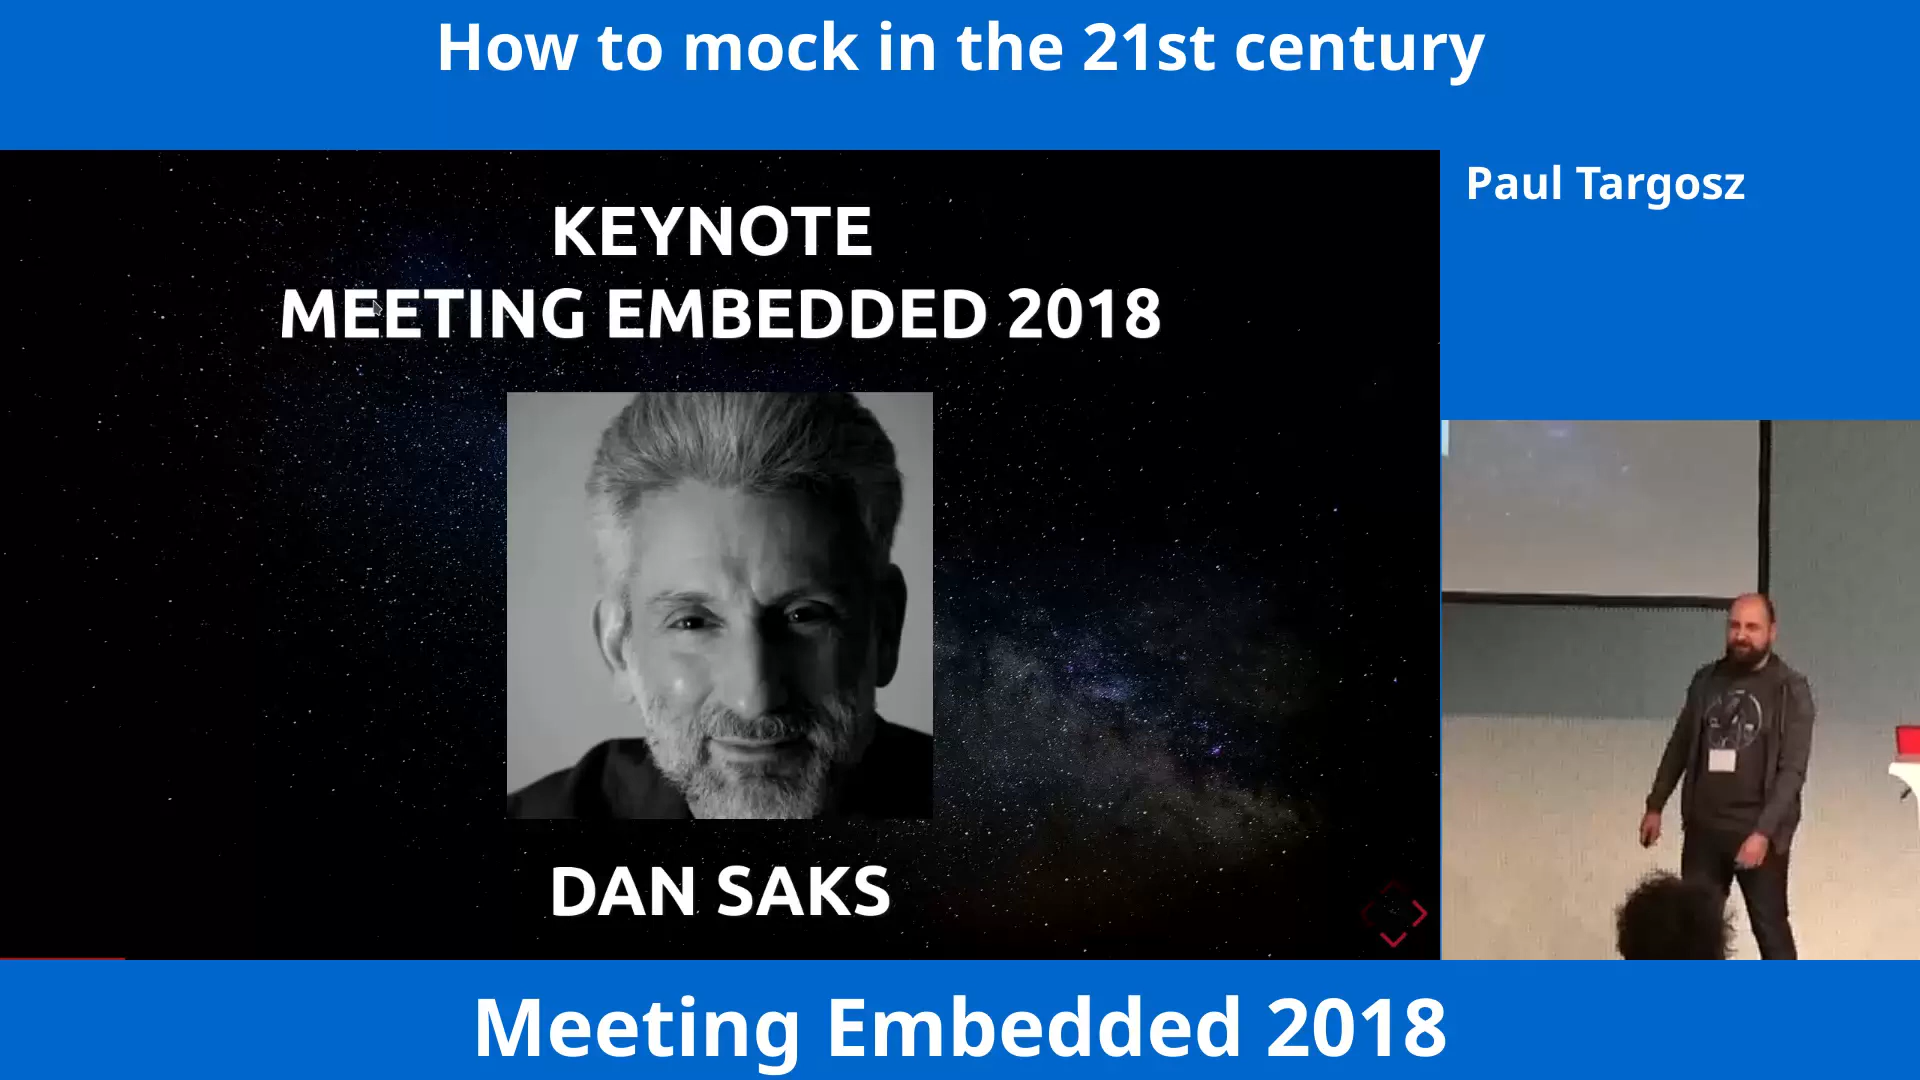 How to mock in the 21st century
Paul Targosz
KEYNOTE
MEETING EMBEDDED 2018
DAN SAKS
Meeting Embedded 2018